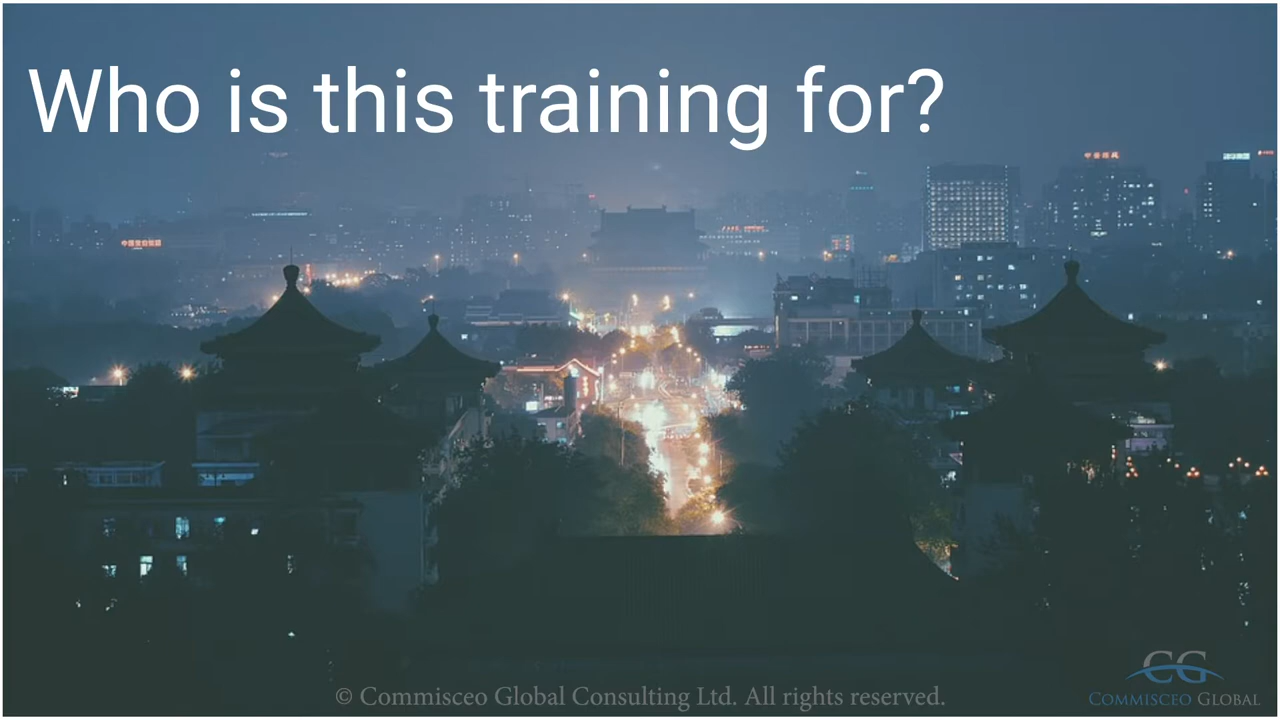 Who is this training for?
© Commisceo Global Consulting Ltd. All rights reserved.
CG
COMMISCEO GLOBAL